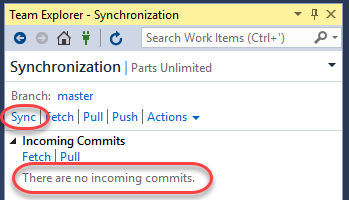 Team Explorer - Synchronization
Search Work Items (Ctrl+')
Synchronization | Parts Unlimited
Branch: master
Sync | Fetch | Pull | Push | Actions
Incoming Commits
Fetch | Pull
There are no incoming commits.